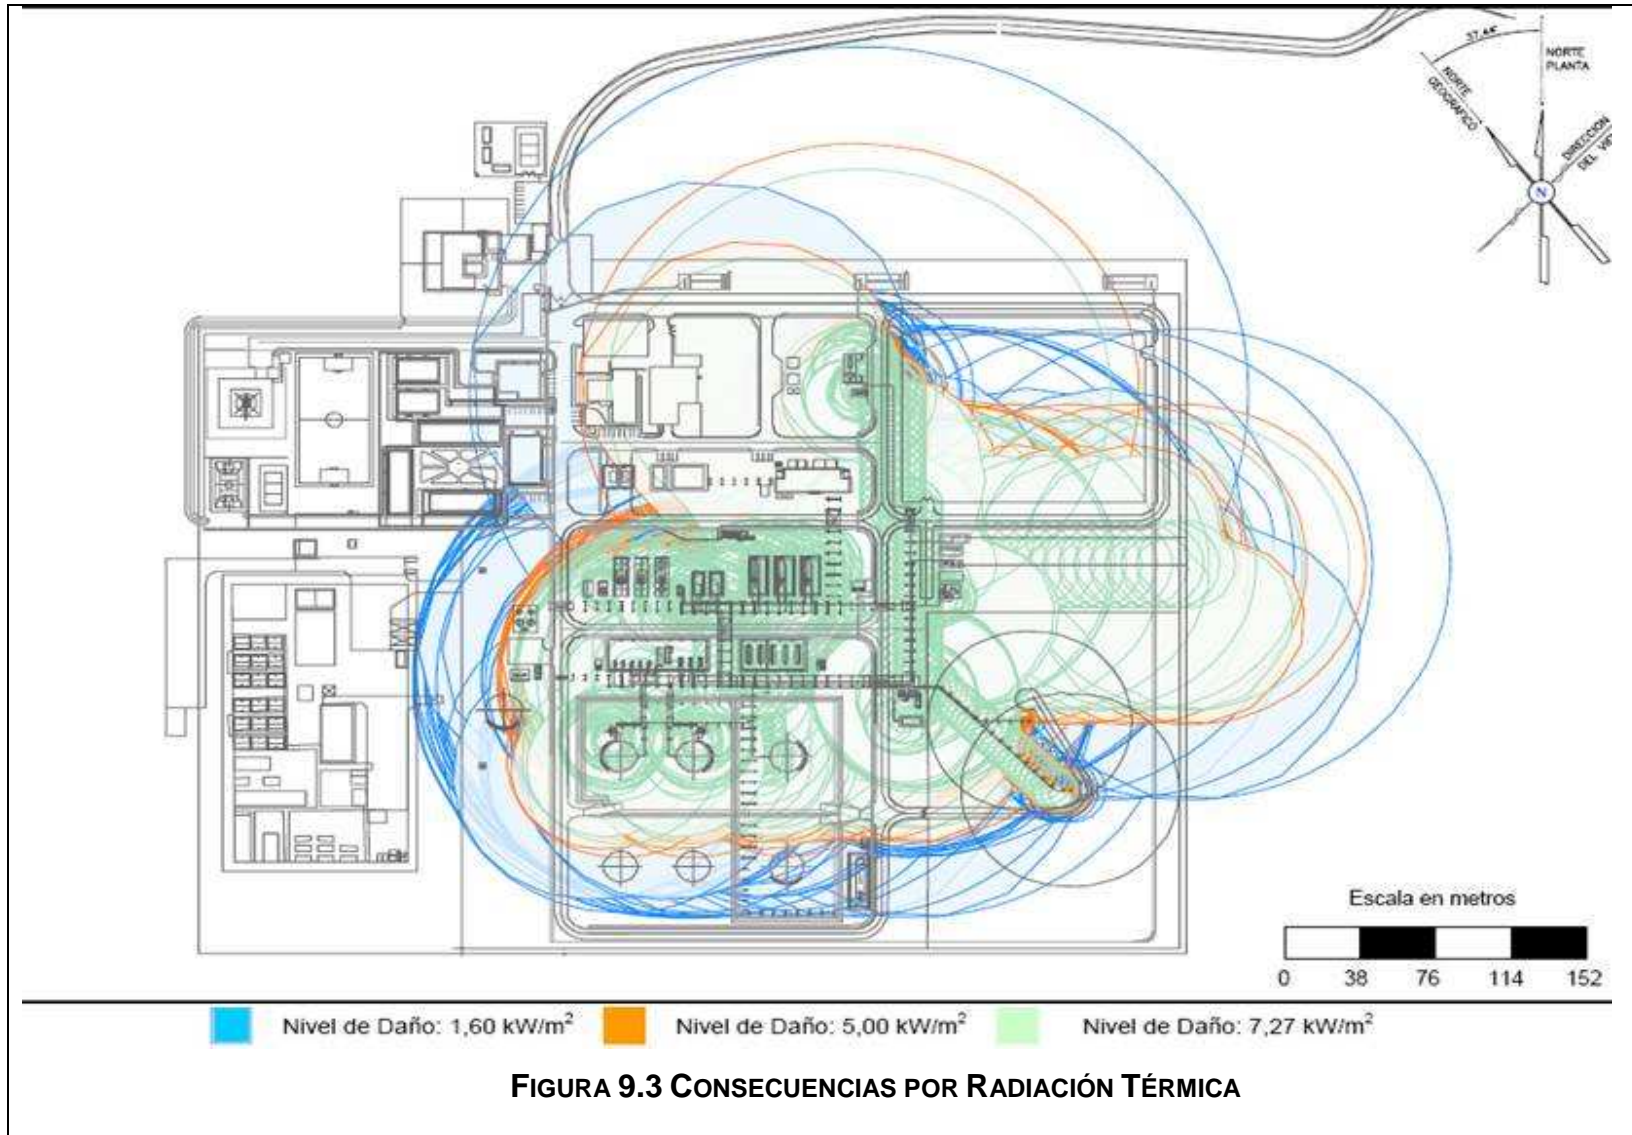 37.44°
NORTE
PLANTA
NORTE
GEOGRAFICO
DIRECCION
DEL
N
Escala en metros
0 38 76 114 152
Nivel de Daño: 1,60 kW/m² Nivel de Daño: 5,00 kW/m² Nivel de Daño: 7,27 kW/m²
FIGURA 9.3 CONSECUENCIAS POR RADIACIÓN TÉRMICA